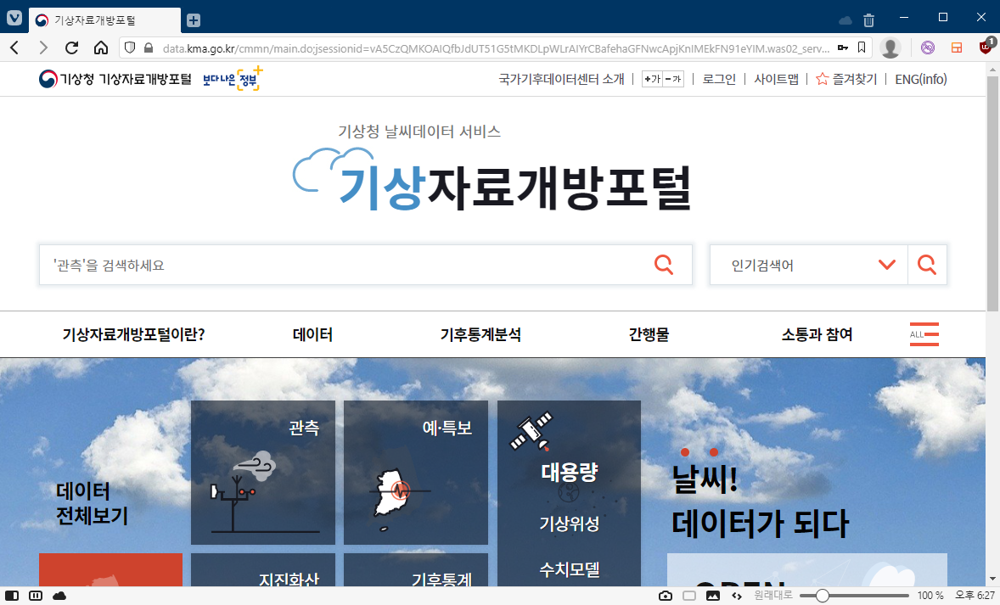 기상자료개방포털
data.kma.go.kr/cmmn/main.do;jsessionid=vA5CzQMKOAIQfbJdUT51G5tMKDLpWLrAIYrCBafehaGFNwcApjKnIMEkFN91eYIM.was02_serv...
1
기상청 기상자료개방포털 보다나은 정부
국가기후데이터센터 소개 | +가 -가 | 로그인 | 사이트맵 | 즐겨찾기 | ENG(info)
기상청 날씨데이터 서비스
기상자료개방포털
'관측'을 검색하세요
인기검색어
기상자료개방포털이란? 데이터 기후통계분석 간행물 소통과 참여 ALL
관측
예·특보
대용량
기상위성
수치모델
데이터
전체보기
날씨!
데이터가 되다
지진화산
기후통계
OPEN
원래대로 100 % 오후 6:27